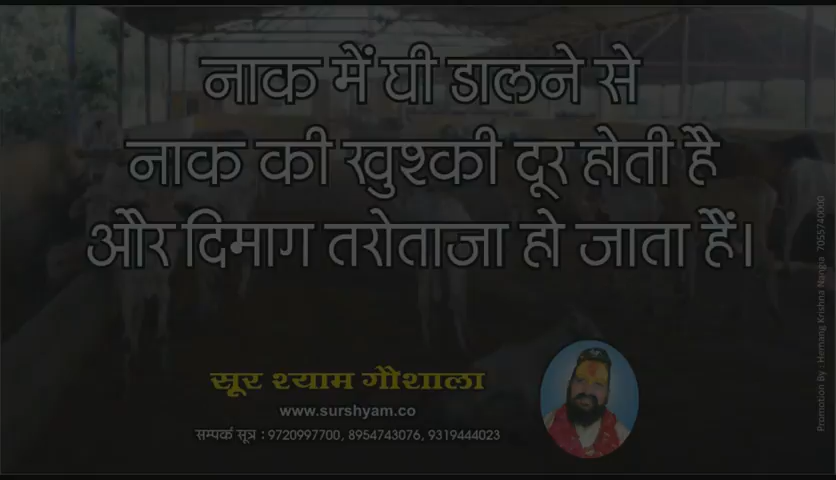 नाक में घी डालने से
नाक की खुश्की दूर होती है
और दिमाग तरोताजा हो जाता हैं।
सूर श्याम गौशाला
www.surshyam.co
सम्पर्क सूत्र : 9720997700, 8954743076, 9319444023
Promotion By : Hemang Krishna Nangia 7055740000